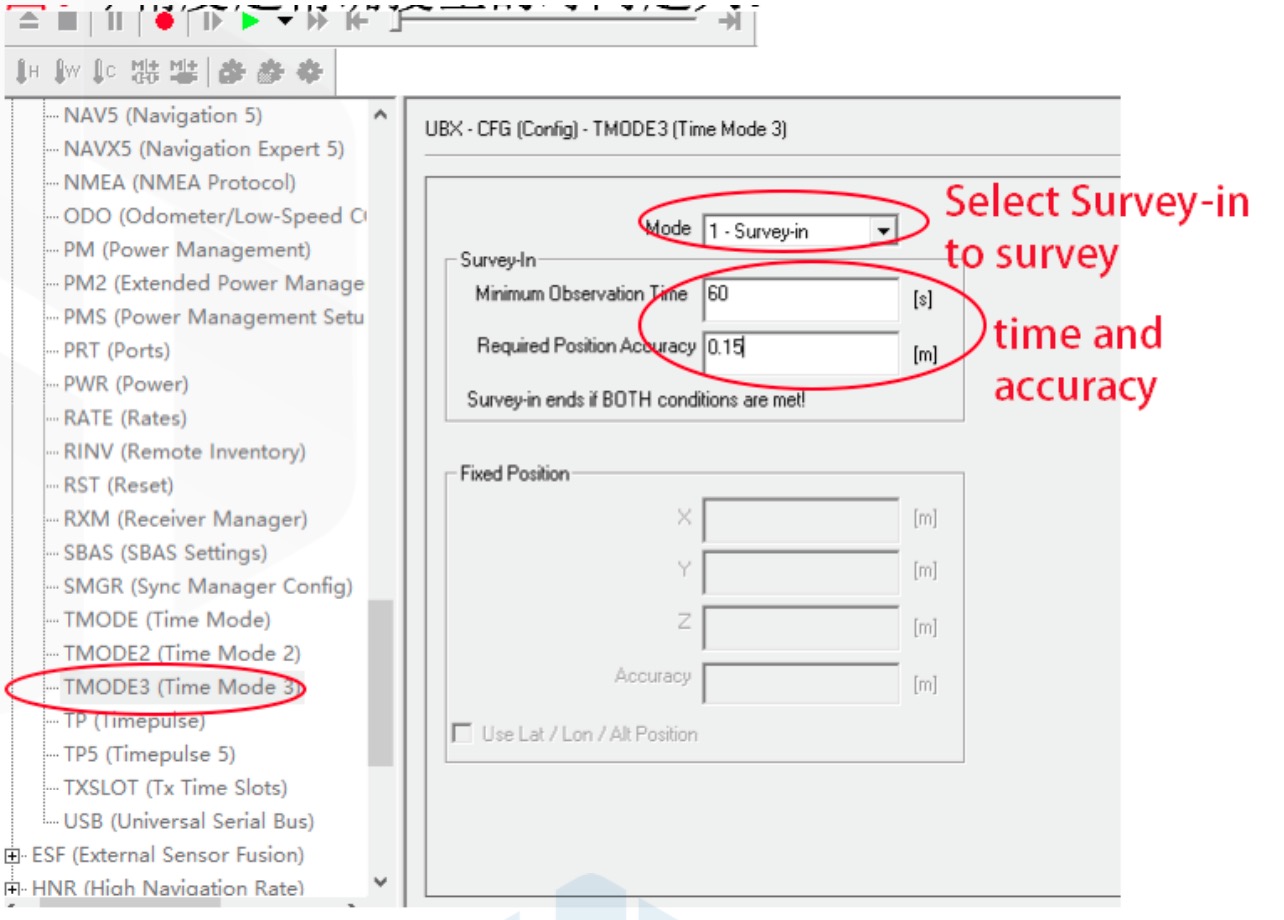 H W C
NAV5 (Navigation 5)
NAVX5 (Navigation Expert 5)
NMEA (NMEA Protocol)
ODO (Odometer/Low-Speed C
PM (Power Management)
PM2 (Extended Power Manage
PMS (Power Management Setu
PRT (Ports)
PWR (Power)
RATE (Rates)
RINV (Remote Inventory)
RST (Reset)
RXM (Receiver Manager)
SBAS (SBAS Settings)
SMGR (Sync Manager Config)
TMODE (Time Mode)
TMODE2 (Time Mode 2)
TMODE3 (Time Mode 3)
TP (Timepulse)
TP5 (Timepulse 5)
TXSLOT (Tx Time Slots)
USB (Universal Serial Bus)
ESF (External Sensor Fusion)
HNR (High Navigation Rate)
UBX - CFG (Config) - TMODE3 (Time Mode 3)
Mode 1 - Survey-in
Survey-In
Minimum Observation Time 60 [s]
Required Position Accuracy 0.15 [m]
Survey-in ends if BOTH conditions are met!
Fixed Position
X [m]
Y [m]
Z [m]
Accuracy [m]
Use Lat / Lon / Alt Position
Select Survey-in
to survey
time and
accuracy